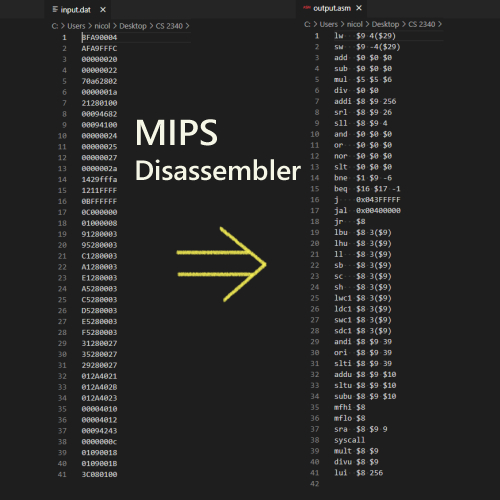 input.dat
C: > Users > nicol > Desktop > CS 2340 >
1 8FA90004
2 AFA9FFFC
3 00000020
4 00000022
5 70a62802
6 0000001a
7 21280100
8 00094682
9 00094100
10 00000024
11 00000025
12 00000027
13 0000002a
14 1429fffa
15 1211FFFF
16 0BFFFFFF
17 0C000000
18 01000008
19 91280003
20 95280003
21 C1280003
22 A1280003
23 E1280003
24 A5280003
25 C5280003
26 D5280003
27 E5280003
28 F5280003
29 31280027
30 35280027
31 29280027
32 012A4021
33 012A402B
34 012A4023
35 00004010
36 00004012
37 00094243
38 0000000c
39 01090018
40 0109001B
41 3C080100
MIPS
Disassembler
output.asm
C: > Users > nicol > Desktop > CS 2340 >
1 lw $9 4($29)
2 sw $9 -4($29)
3 add $0 $0 $0
4 sub $0 $0 $0
5 mul $5 $5 $6
6 div $0 $0
7 addi $8 $9 256
8 srl $8 $9 26
9 sll $8 $9 4
10 and $0 $0 $0
11 or $0 $0 $0
12 nor $0 $0 $0
13 slt $0 $0 $0
14 bne $1 $9 -6
15 beq $16 $17 -1
16 j 0x043FFFFF
17 jal 0x00400000
18 jr $8
19 lbu $8 3($9)
20 lhu $8 3($9)
21 ll $8 3($9)
22 sb $8 3($9)
23 sc $8 3($9)
24 sh $8 3($9)
25 lwc1 $8 3($9)
26 ldc1 $8 3($9)
27 swc1 $8 3($9)
28 sdc1 $8 3($9)
29 andi $8 $9 39
30 ori $8 $9 39
31 slti $8 $9 39
32 addu $8 $9 $10
33 sltu $8 $9 $10
34 subu $8 $9 $10
35 mfhi $8
36 mflo $8
37 sra $8 $9 9
38 syscall
39 mult $8 $9
40 divu $8 $9
41 lui $8 256
42